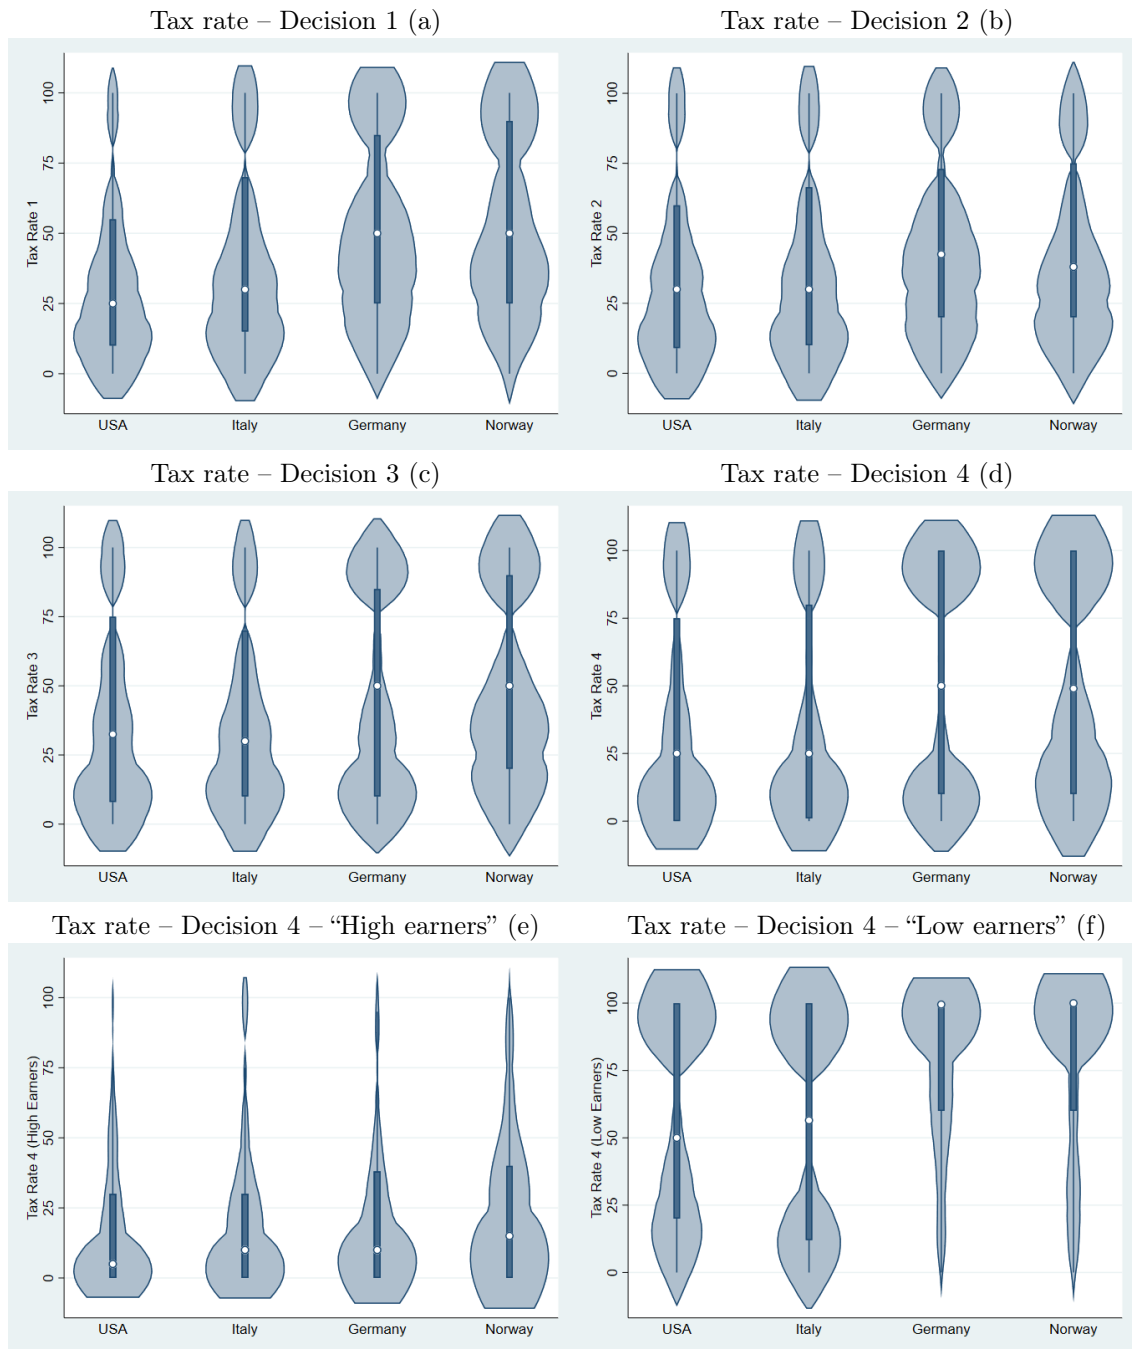 Tax rate – Decision 1 (a)
Tax Rate 1
100
75
50
25
0
USA Italy Germany Norway
Tax rate – Decision 2 (b)
Tax Rate 2
100
75
50
25
0
USA Italy Germany Norway
Tax rate – Decision 3 (c)
Tax Rate 3
100
75
50
25
0
USA Italy Germany Norway
Tax rate – Decision 4 (d)
Tax Rate 4
100
75
50
25
0
USA Italy Germany Norway
Tax rate – Decision 4 – “High earners” (e)
Tax Rate 4 (High Earners)
100
75
50
25
0
USA Italy Germany Norway
Tax rate – Decision 4 – “Low earners” (f)
Tax Rate 4 (Low Earners)
100
75
50
25
0
USA Italy Germany Norway